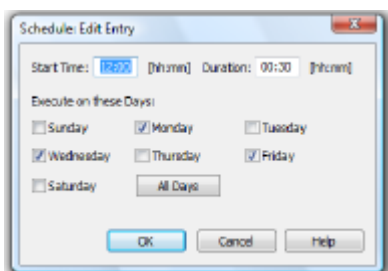 Schedule: Edit Entry
Start Time: 12:00 [hh:mm] Duration: 00:30 [hh:mm]
Execute on these Days:
Sunday Monday Tuesday
Wednesday Thursday Friday
Saturday All Days
OK Cancel Help